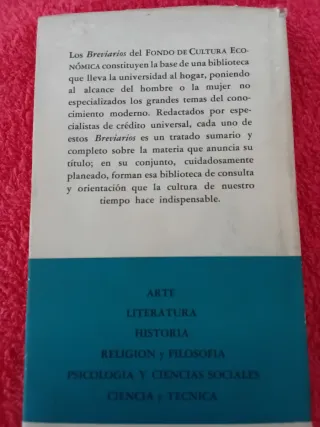 Los Breviarios del FONDO DE CULTURA ECO-
NÓMICA constituyen la base de una biblioteca
que lleva la universidad al hogar, poniendo
al alcance del hombre o la mujer no
especializados los grandes temas del cono-
cimiento moderno. Redactados por espe-
cialistas de crédito universal, cada uno de
estos Breviarios es un tratado sumario y
completo sobre la materia que anuncia su
título; en su conjunto, cuidadosamente
planeado, forman esa biblioteca de consulta
y orientación que la cultura de nuestro
tiempo hace indispensable.
ARTE
LITERATURA
HISTORIA
RELIGION y FILOSOFIA
PSICOLOGIA Y CIENCIAS SOCIALES
CIENCIA y TECNICA